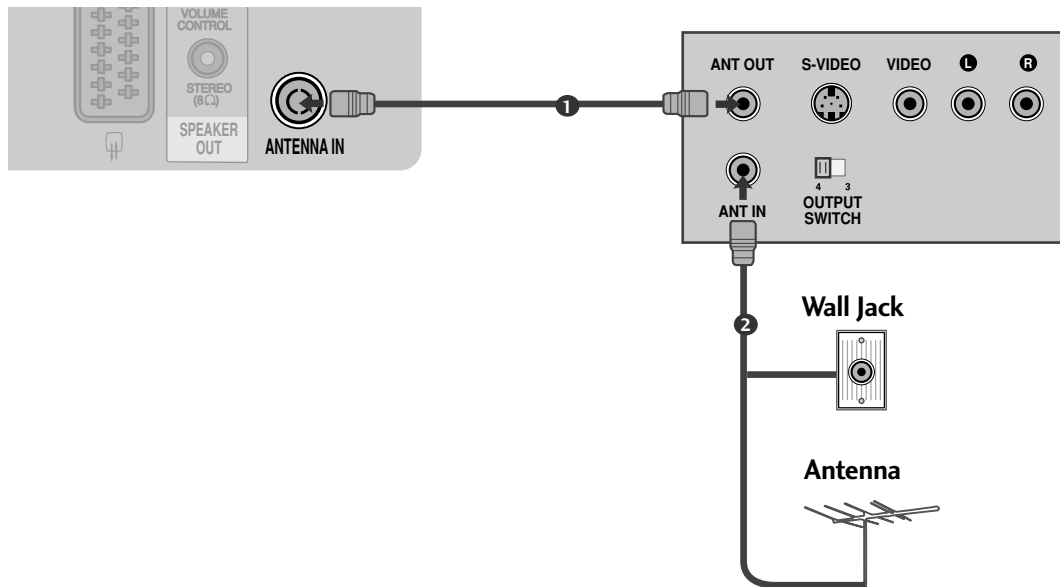 VOLUME
CONTROL
STEREO
(8Ω)
SPEAKER
OUT
ANTENNA IN
1
ANT OUT
S-VIDEO
VIDEO
L
R
ANT IN
4 3
OUTPUT
SWITCH
2
Wall Jack
Antenna